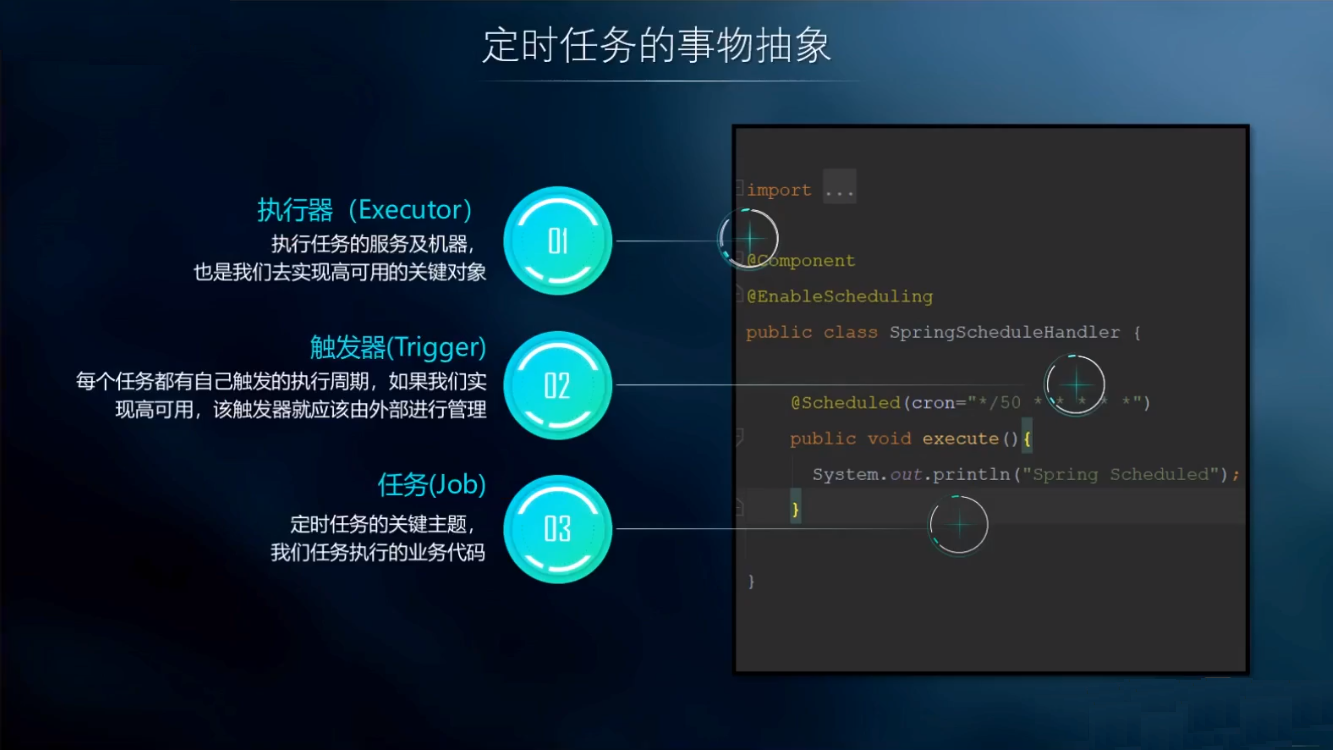 定时任务的事物抽象
执行器（Executor）
执行任务的服务及机器，
也是我们去实现高可用的关键对象
01
触发器(Trigger)
每个任务都有自己触发的执行周期，如果我们实
现高可用，该触发器就应该由外部进行管理
02
任务(Job)
定时任务的关键主题，
我们任务执行的业务代码
03
import ...
@Component
@EnableScheduling
public class SpringScheduleHandler {
@Scheduled(cron="*/50 * * * * *")
public void execute(){
System.out.println("Spring Scheduled");
}
}